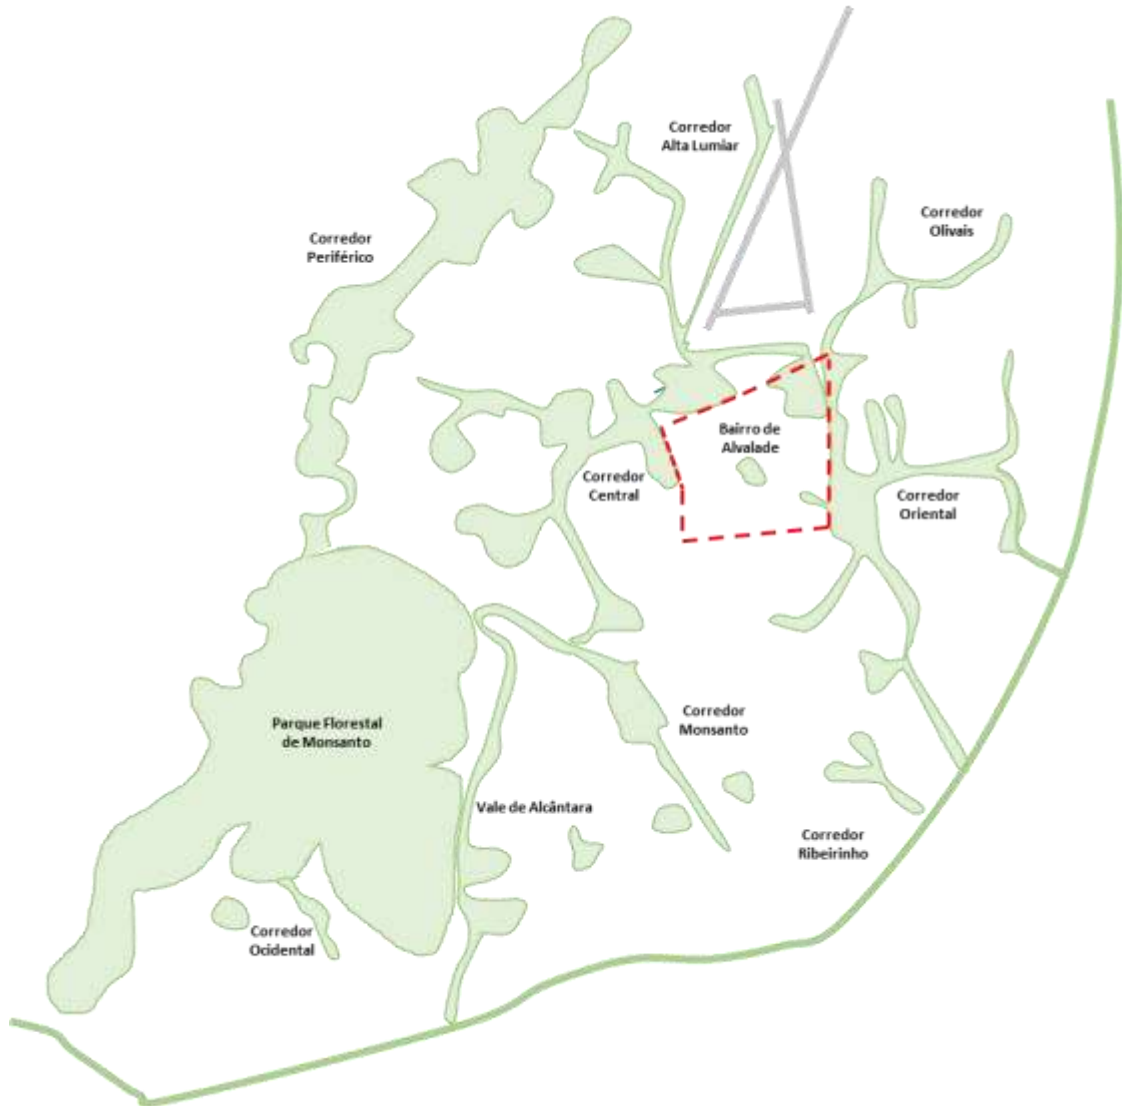 Corredor
Alta Lumiar
Corredor
Olivais
Corredor
Periférico
Bairro de
Alvalade
Corredor
Central
Corredor
Oriental
Parque Florestal
de Monsanto
Corredor
Monsanto
Vale de Alcântara
Corredor
Ribeirinho
Corredor
Ocidental